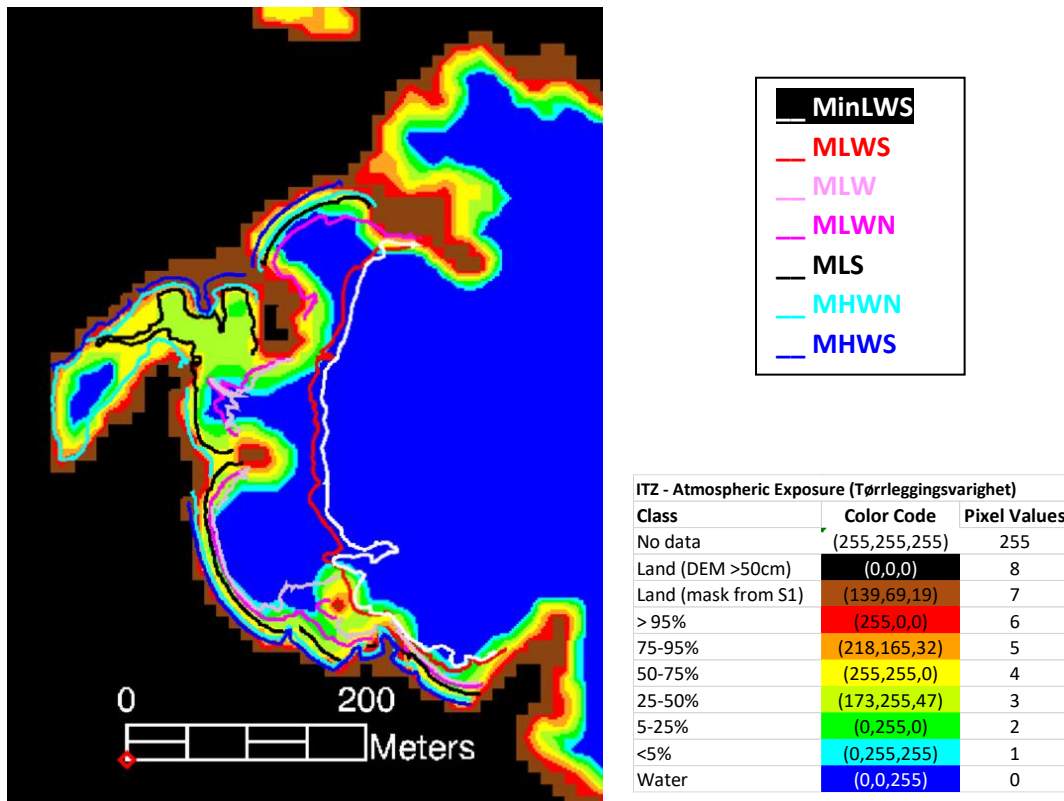 __ MinLWS
__ MLWS
__ MLW
__ MLWN
__ MLS
__ MHWN
__ MHWS
0 200
Meters
ITZ - Atmospheric Exposure (Tørrleggingsvarighet)
Class Color Code Pixel Values
No data (255,255,255) 255
Land (DEM >50cm) (0,0,0) 8
Land (mask from S1) (139,69,19) 7
> 95% (255,0,0) 6
75-95% (218,165,32) 5
50-75% (255,255,0) 4
25-50% (173,255,47) 3
5-25% (0,255,0) 2
<5% (0,255,255) 1
Water (0,0,255) 0